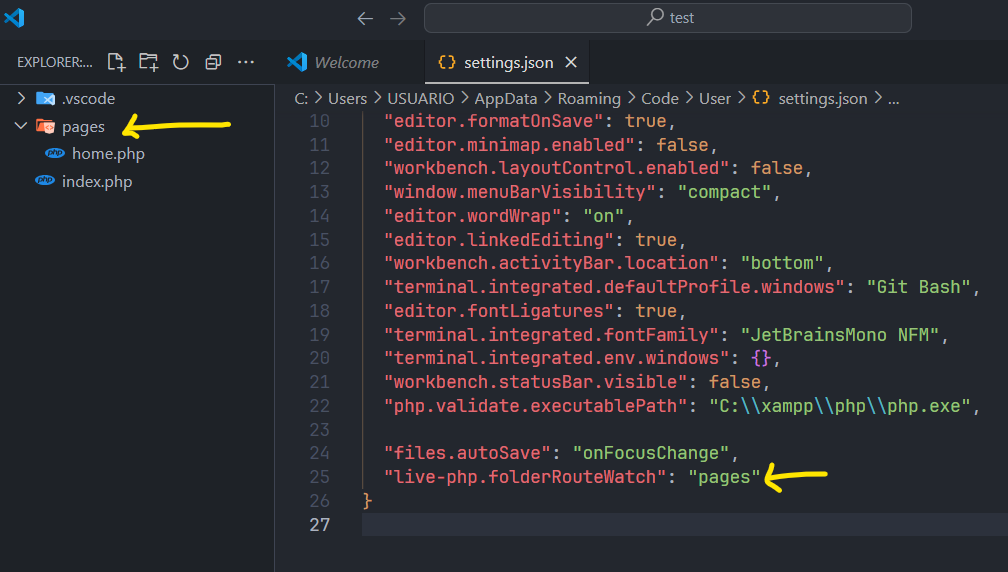 test
EXPLORER:...
Welcome
{} settings.json
C: > Users > USUARIO > AppData > Roaming > Code > User > {} settings.json > ...
.vscode
pages
php home.php
php index.php
10 "editor.formatOnSave": true,
11 "editor.minimap.enabled": false,
12 "workbench.layoutControl.enabled": false,
13 "window.menuBarVisibility": "compact",
14 "editor.wordWrap": "on",
15 "editor.linkedEditing": true,
16 "workbench.activityBar.location": "bottom",
17 "terminal.integrated.defaultProfile.windows": "Git Bash",
18 "editor.fontLigatures": true,
19 "terminal.integrated.fontFamily": "JetBrainsMono NFM",
20 "terminal.integrated.env.windows": {},
21 "workbench.statusBar.visible": false,
22 "php.validate.executablePath": "C:\\xampp\\php\\php.exe",
23
24 "files.autoSave": "onFocusChange",
25 "live-php.folderRouteWatch": "pages"
26 }
27